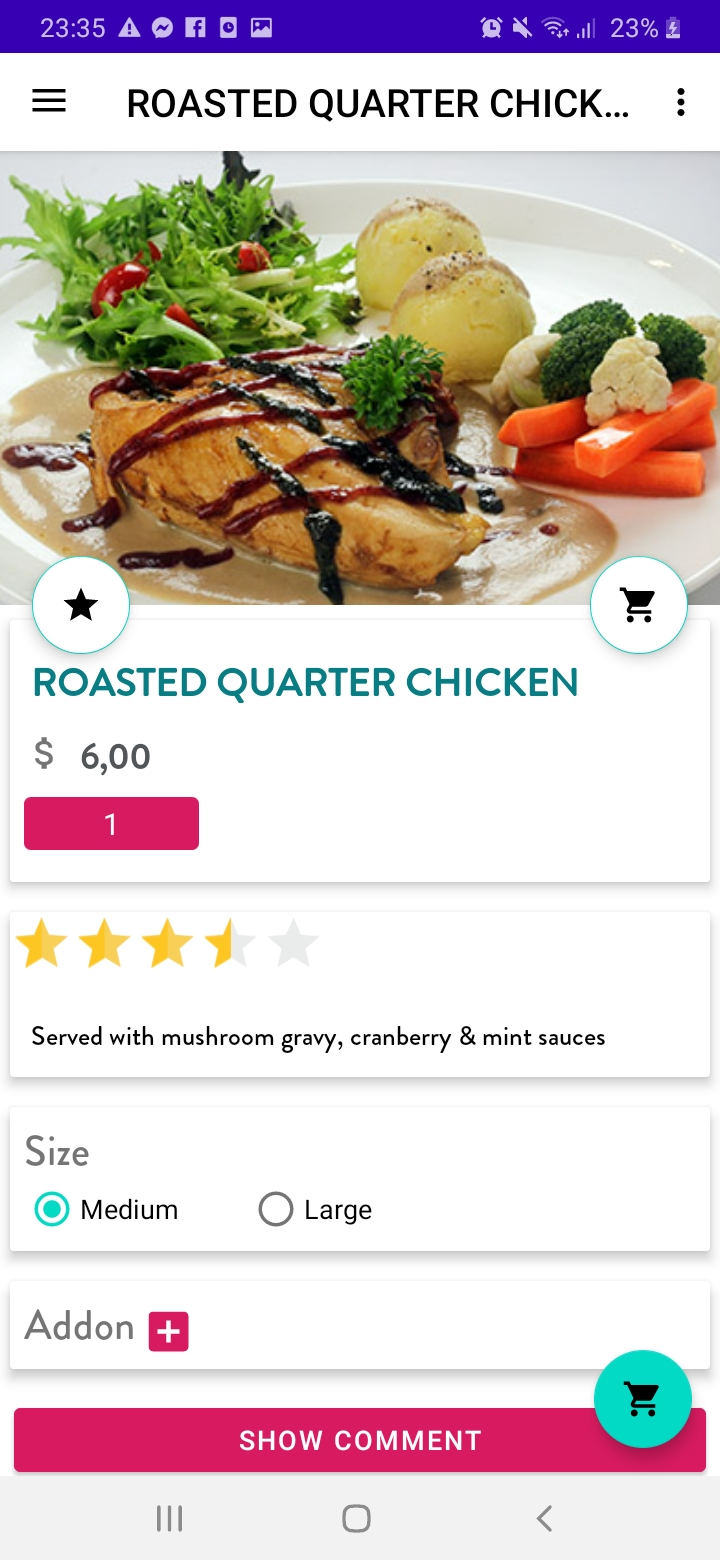 23:35 23%
ROASTED QUARTER CHICK...
ROASTED QUARTER CHICKEN
$ 6,00
1
Served with mushroom gravy, cranberry & mint sauces
Size
Medium Large
Addon
SHOW COMMENT